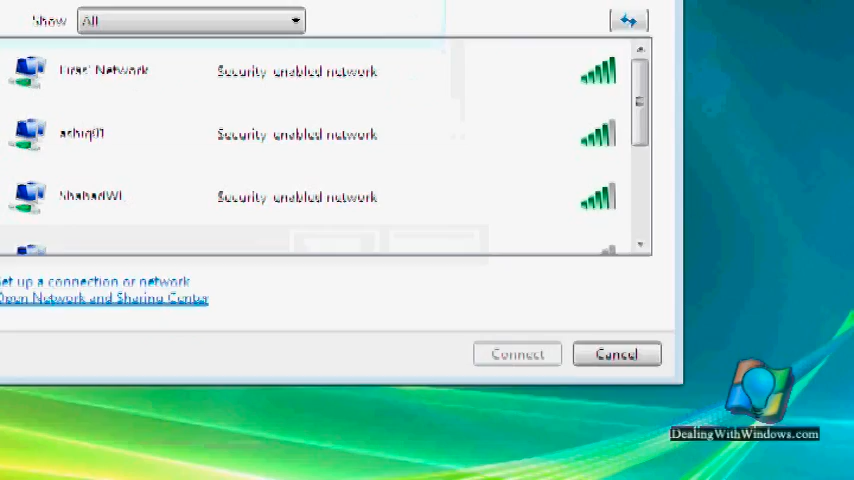 Show All
Network Security-enabled network
ashiq01 Security-enabled network
Security-enabled network
et up a connection or network
Open Network and Sharing Center
Connect Cancel
DealingWithWindows.com